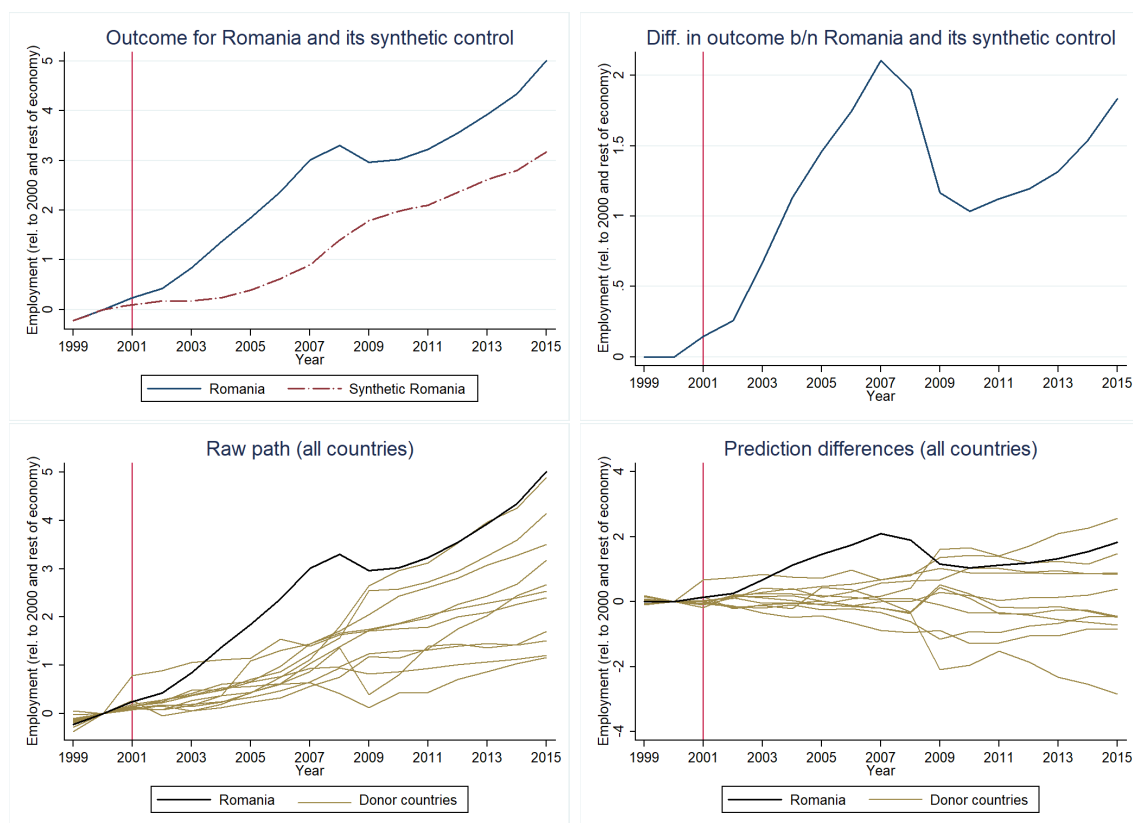 Outcome for Romania and its synthetic control
Employment (rel. to 2000 and rest of economy)
5
4
3
2
1
0
1999 2001 2003 2005 2007 2009 2011 2013 2015
Year
Romania Synthetic Romania
Diff. in outcome b/n Romania and its synthetic control
Employment (rel. to 2000 and rest of economy)
2
1.5
1
.5
0
1999 2001 2003 2005 2007 2009 2011 2013 2015
Year
Raw path (all countries)
Employment (rel. to 2000 and rest of economy)
5
4
3
2
1
0
1999 2001 2003 2005 2007 2009 2011 2013 2015
Year
Romania Donor countries
Prediction differences (all countries)
Employment (rel. to 2000 and rest of economy)
4
2
0
-2
-4
1999 2001 2003 2005 2007 2009 2011 2013 2015
Year
Romania Donor countries